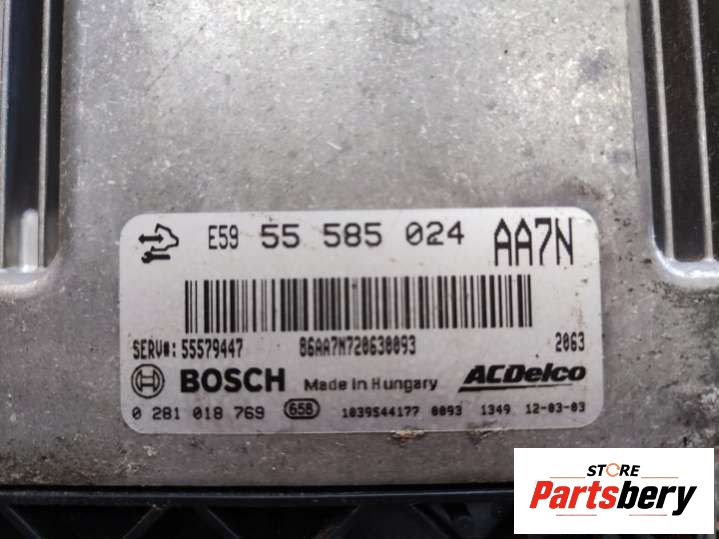 E59 55 585 024 AA7N
SERV#: 55579447 86AA7N720630093 2063
BOSCH Made in Hungary ACDelco
0 281 018 769 65B 1039S44177 0093 1349 12-03-03
STORE
Partsbery